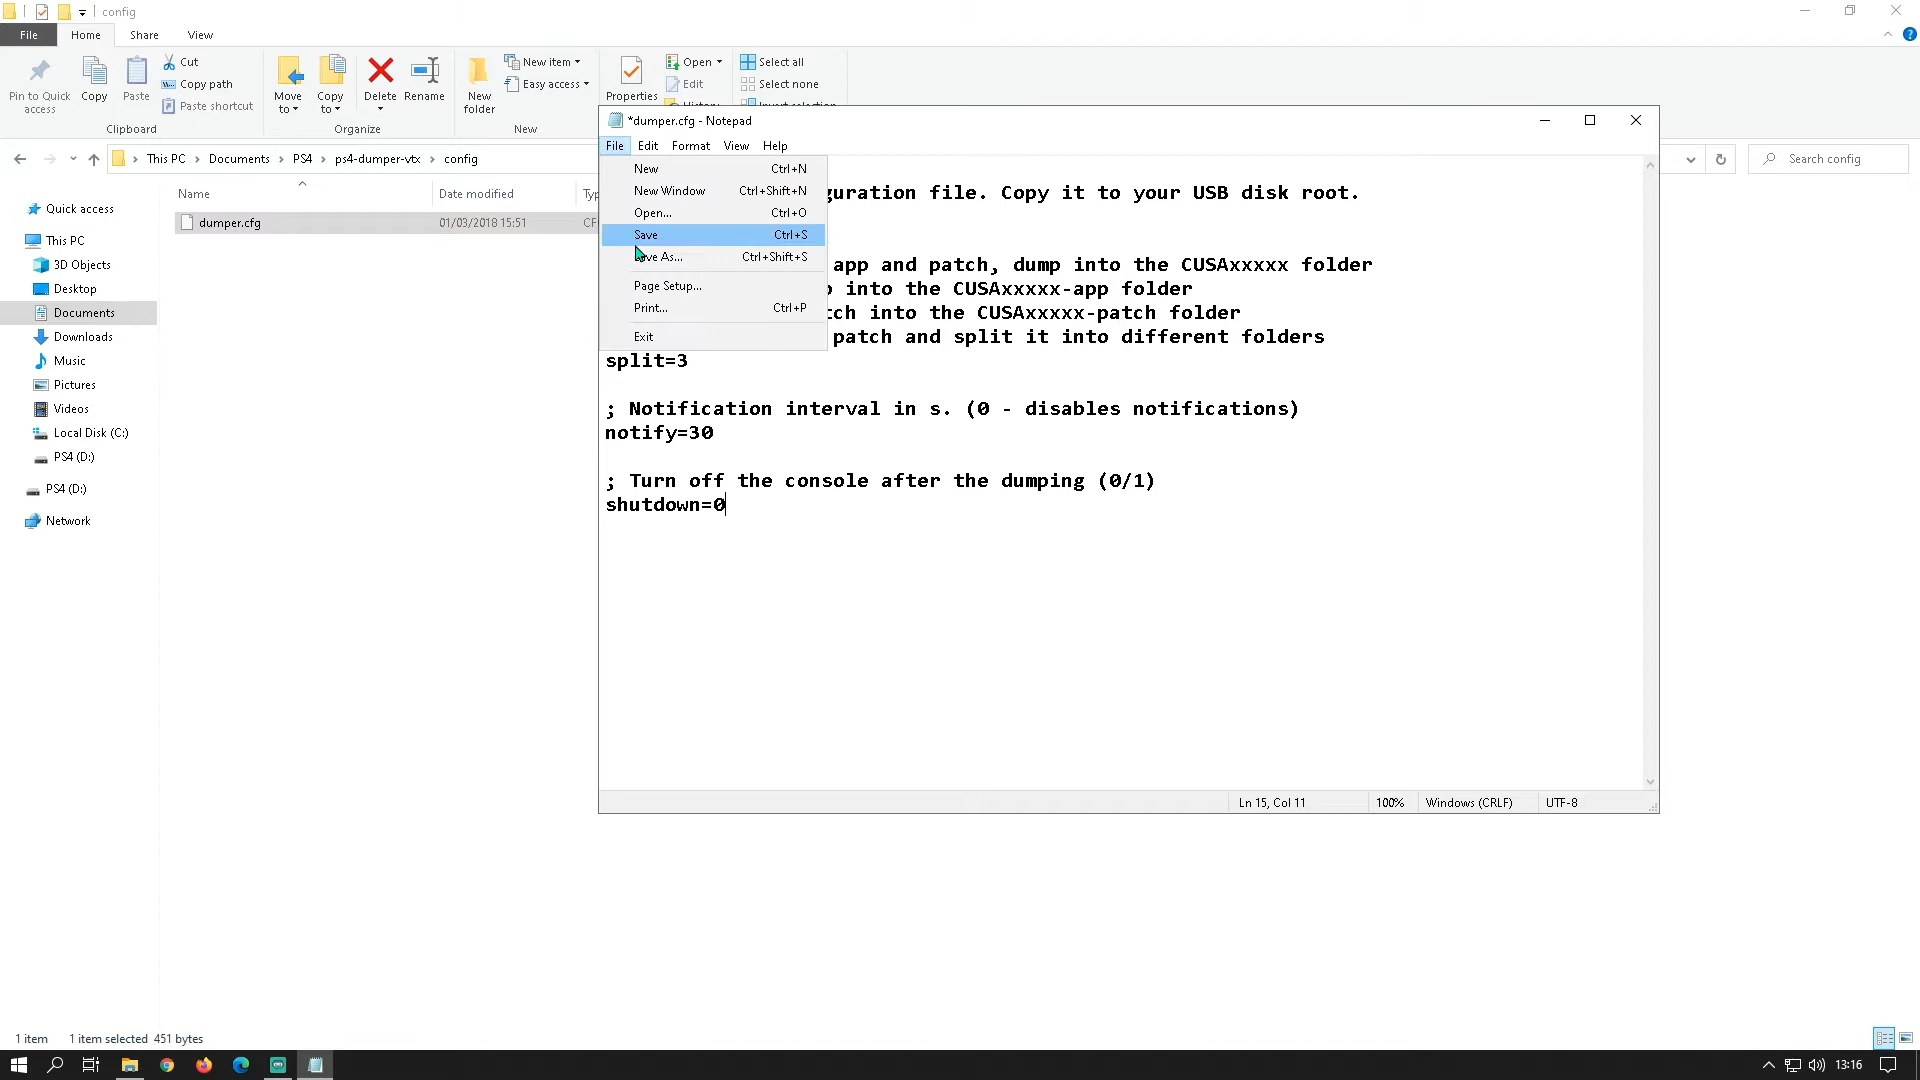 config
File
Home
Share
View
Pin to Quick access
Copy
Paste
Cut
Copy path
Paste shortcut
Clipboard
Move to
Copy to
Delete
Rename
Organize
New folder
New item
Easy access
New
Properties
Open
Edit
History
Select all
Select none
Invert selection
This PC
Documents
PS4
ps4-dumper-vtx
config
Search config
Name
Date modified
dumper.cfg
01/03/2018 15:51
Quick access
This PC
3D Objects
Desktop
Documents
Downloads
Music
Pictures
Videos
Local Disk (C:)
PS4 (D:)
PS4 (D:)
Network
*dumper.cfg - Notepad
File Edit Format View Help
New Ctrl+N
New Window Ctrl+Shift+N
Open... Ctrl+O
Save Ctrl+S
As... Ctrl+Shift+S
Page Setup...
Print... Ctrl+P
Exit
file. Copy it to your USB disk root.
app and patch, dump into the CUSAxxxxx folder
into the CUSAxxxxx-app folder
into the CUSAxxxxx-patch folder
patch and split it into different folders
split=3
; Notification interval in s. (0 - disables notifications)
notify=30
; Turn off the console after the dumping (0/1)
shutdown=0
Ln 15, Col 11
100%
Windows (CRLF)
UTF-8
1 item
1 item selected 451 bytes
13:16